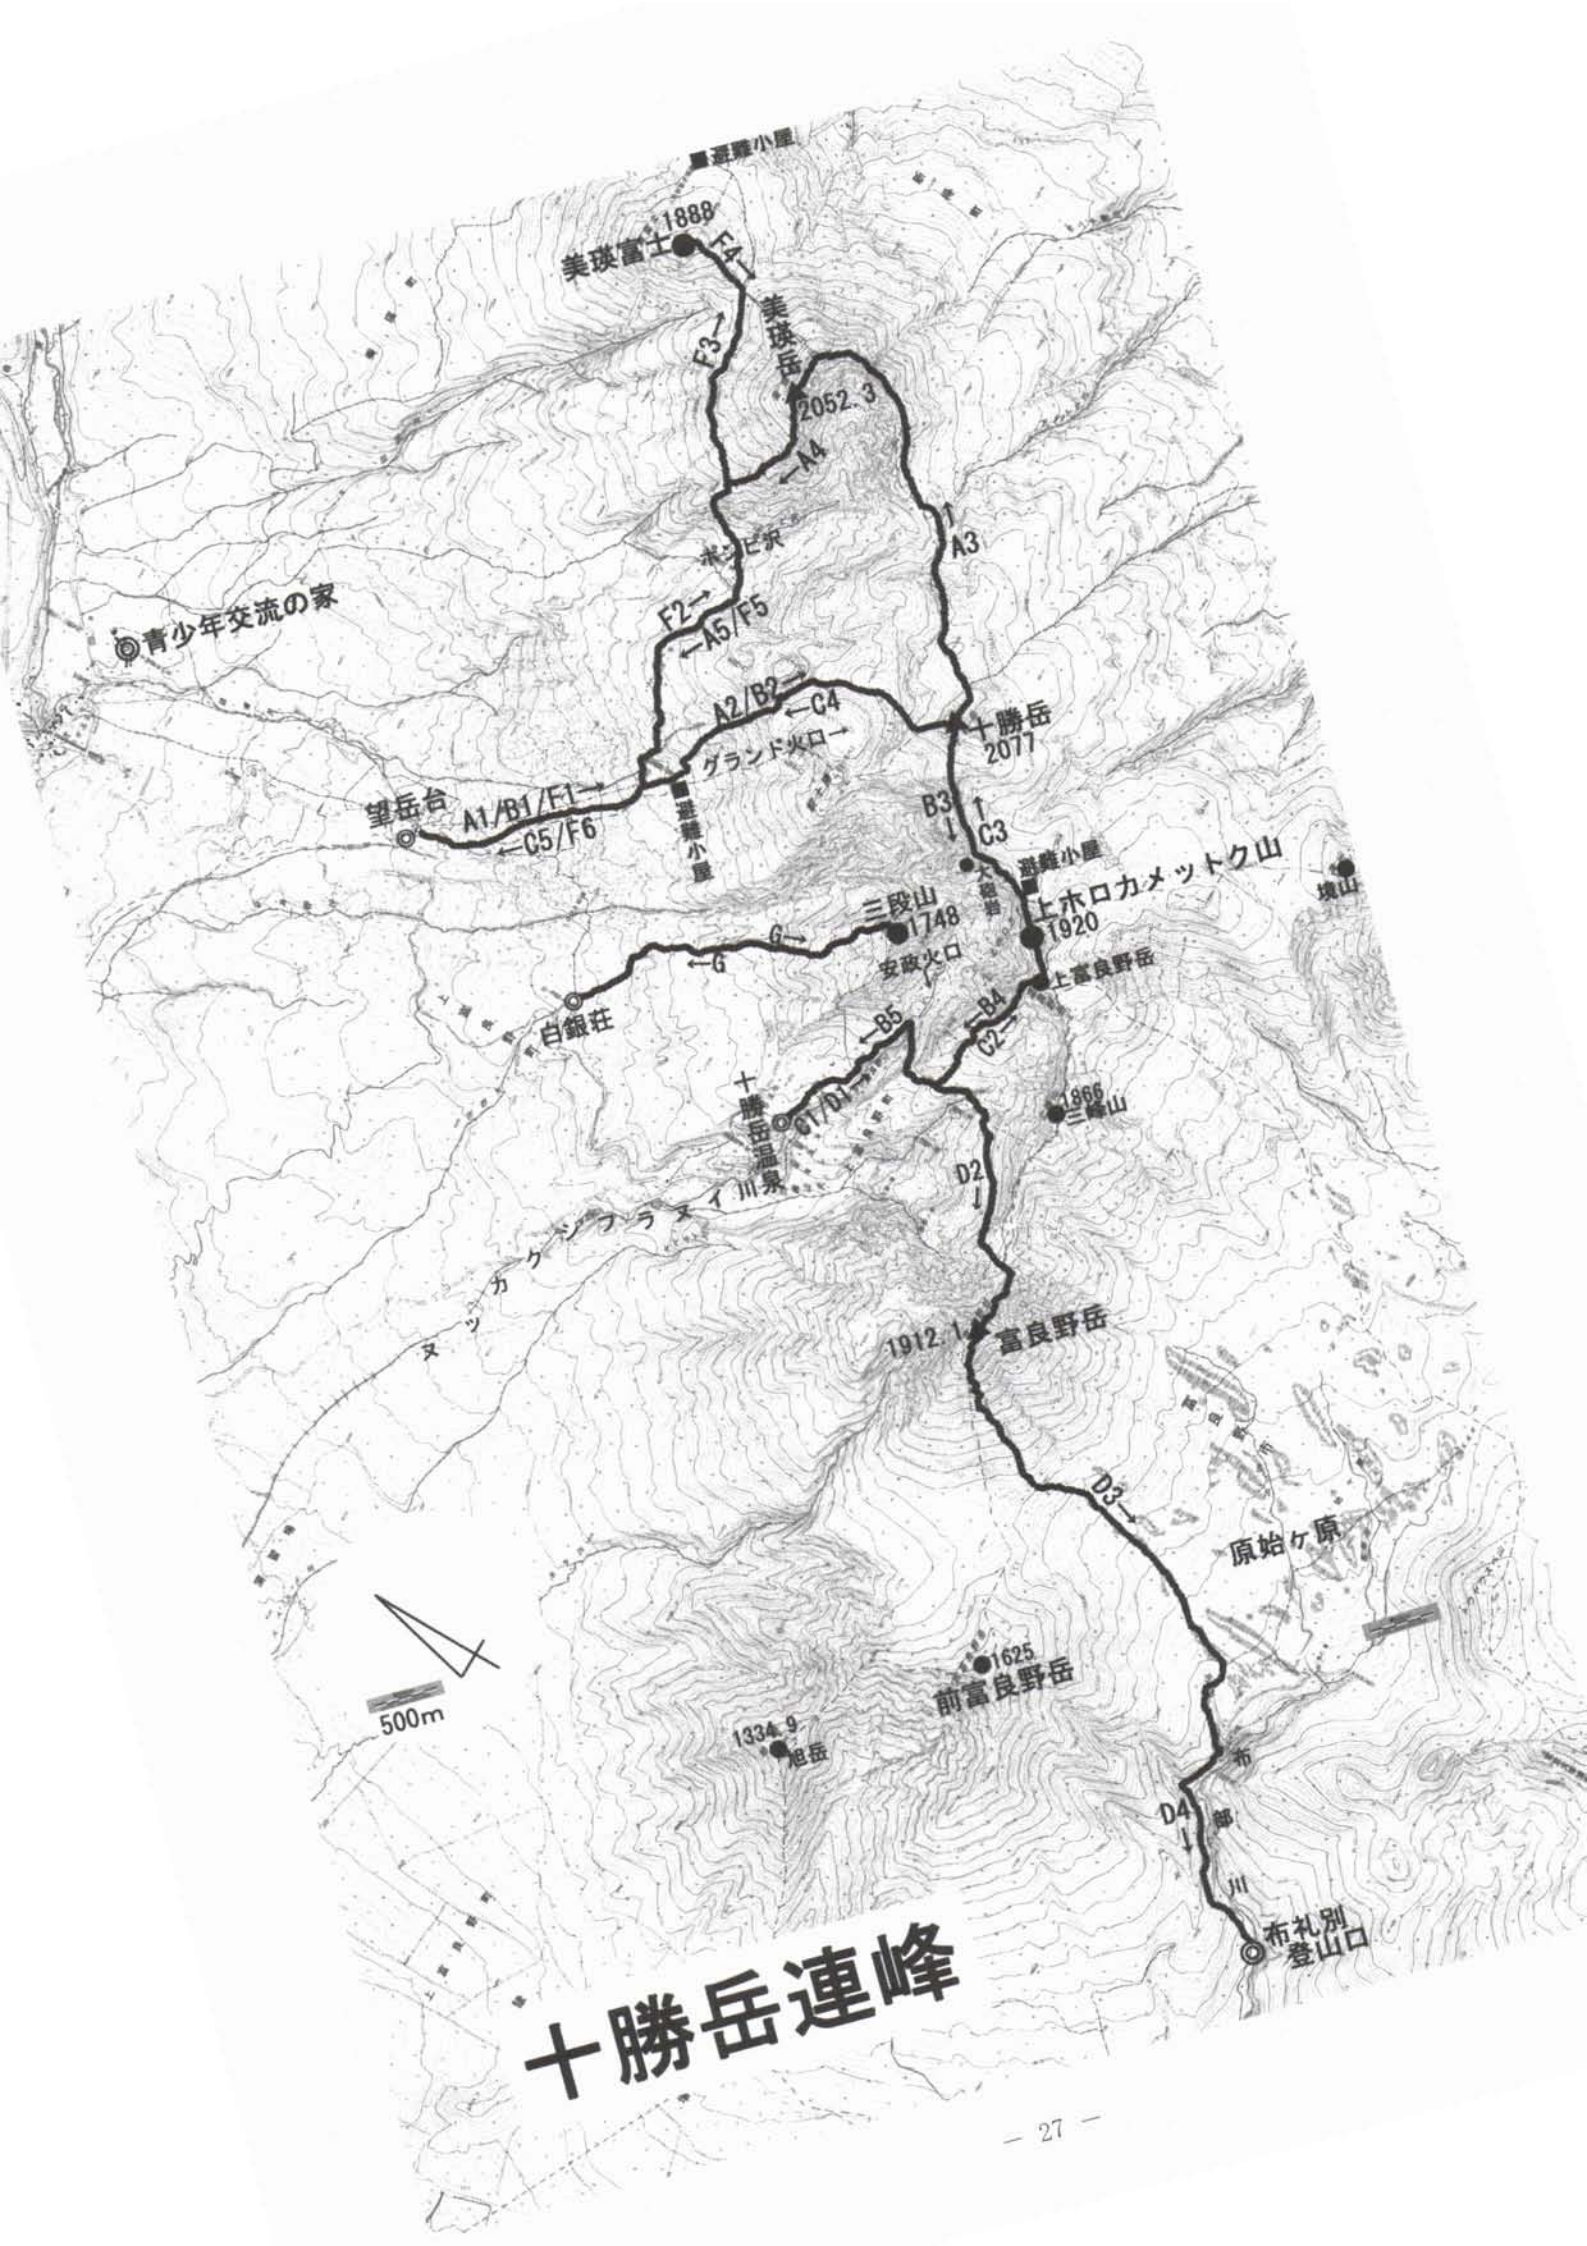 避難小屋
1888
美瑛富士
F4→
美瑛岳
F3→
2052.3
←A4
ポンピ沢
A3
→
青少年交流の家
F2→
←A5/F5
A2/B2→
←C4
グランド火口→
十勝岳
2077
望岳台
A1/B1/F1→
←C5/F6
避難小屋
B3
→
→
C3
大砲岩
避難小屋
上ホロカメットク山
1920
境山
三段山
1748
G→
←G
安政火口
上富良野岳
白銀荘
←B5
←B4
C2→
十勝岳温泉
C1/D1→
1866
三峰山
D2
→
ヌッカクシフラヌイ川
1912.1
富良野岳
富良野市
D3→
原始ヶ原
1625
前富良野岳
500m
1334.9
旭岳
布部川
D4
→
布礼別
登山口
十勝岳連峰
− 27 −